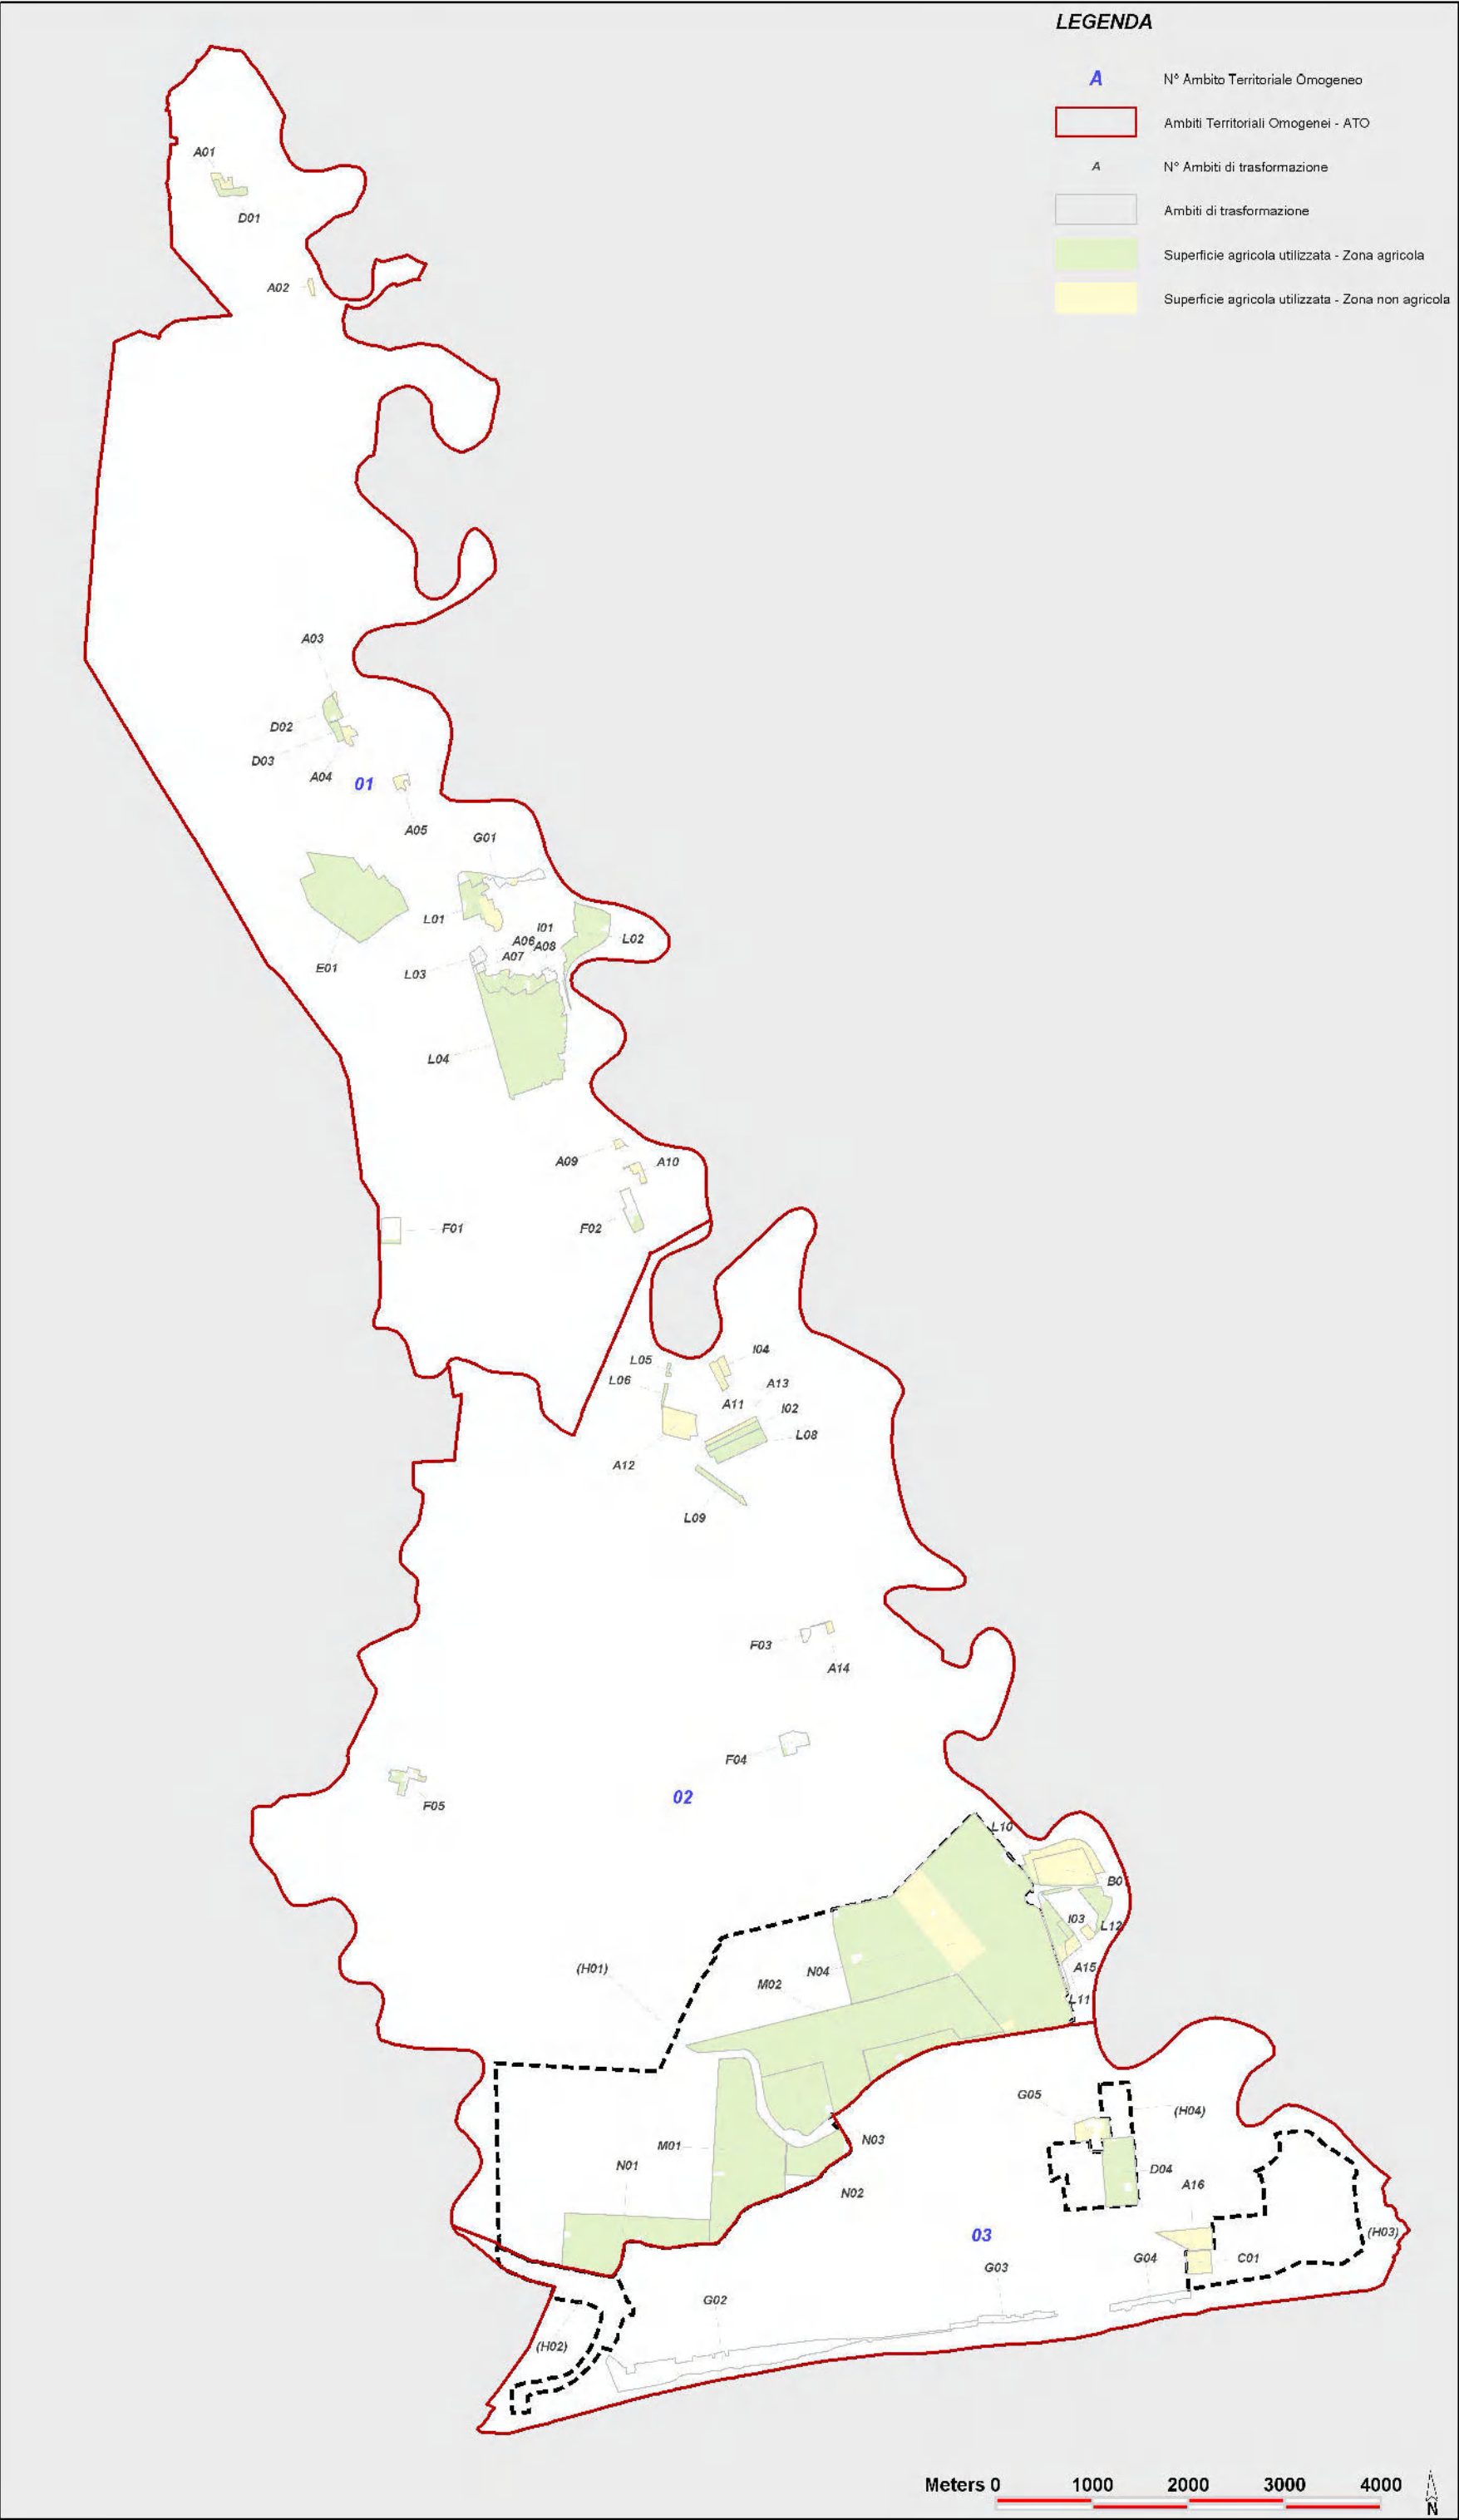 LEGENDA
A N° Ambito Territoriale Omogeneo
Ambiti Territoriali Omogenei - ATO
A N° Ambiti di trasformazione
Ambiti di trasformazione
Superficie agricola utilizzata - Zona agricola
Superficie agricola utilizzata - Zona non agricola
A01
D01
A02
A03
D02
D03
A04
01
A05
G01
L01
I01
A06
A08
L02
A07
E01
L03
L04
A09
A10
F01
F02
I04
L05
L06
A13
A11
I02
L08
A12
L09
F03
A14
F04
02
F05
L10
B0
I03
L12
(H01)
N04
A15
M02
L11
G05
(H04)
N03
M01
N01
D04
A16
N02
03
(H03)
G04
C01
G03
G02
(H02)
Meters 0 1000 2000 3000 4000
N